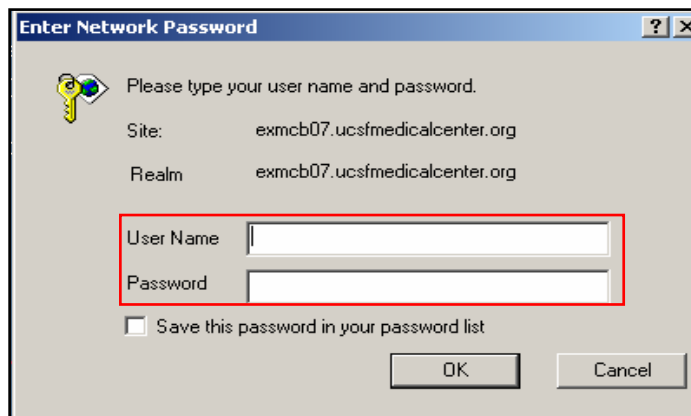 Enter Network Password
Please type your user name and password.
Site: exmcb07.ucsfmedicalcenter.org
Realm exmcb07.ucsfmedicalcenter.org
User Name
Password
Save this password in your password list
OK Cancel